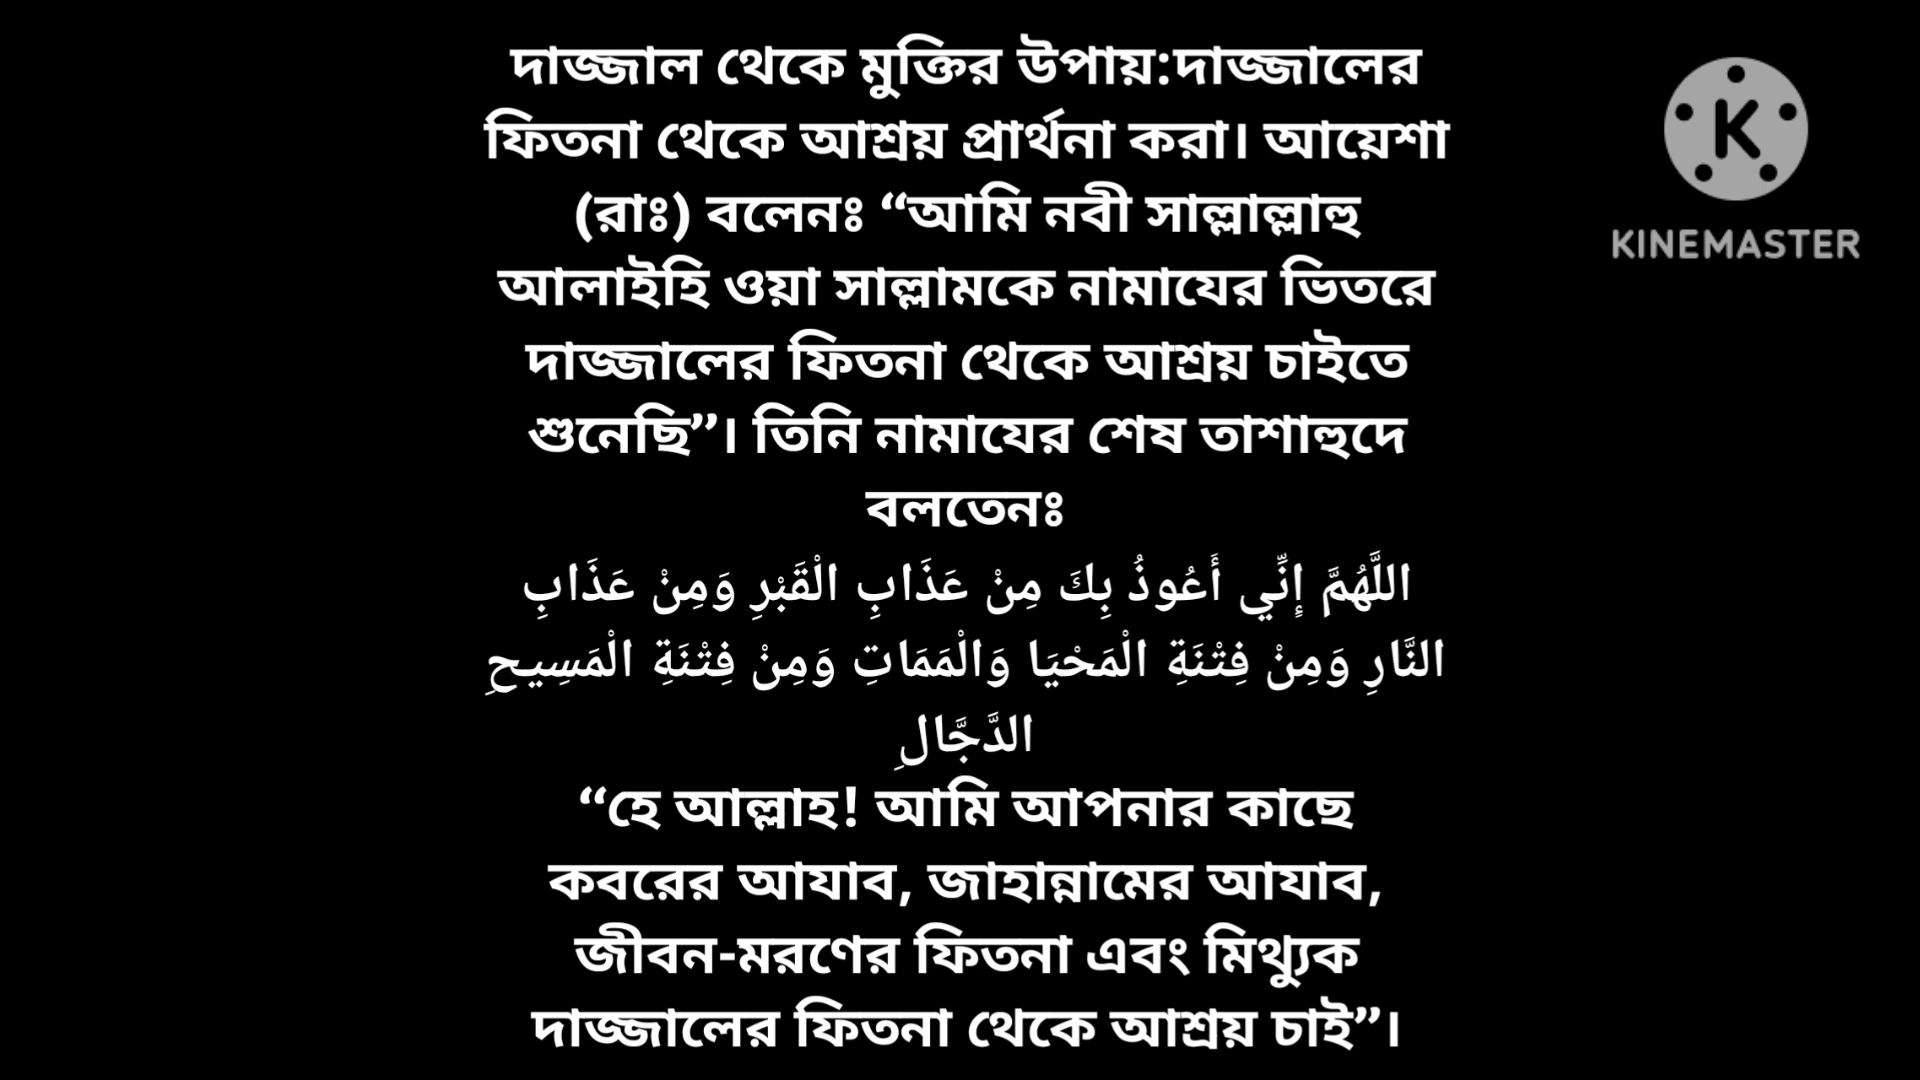 দাজ্জাল থেকে মুক্তির উপায়:দাজ্জালের
ফিতনা থেকে আশ্রয় প্রার্থনা করা। আয়েশা
(রাঃ) বলেনঃ “আমি নবী সাল্লাল্লাহু
আলাইহি ওয়া সাল্লামকে নামাযের ভিতরে
দাজ্জালের ফিতনা থেকে আশ্রয় চাইতে
শুনেছি”। তিনি নামাযের শেষ তাশাহুদে
বলতেনঃ
اللَّهُمَّ إِنِّي أَعُوذُ بِكَ مِنْ عَذَابِ الْقَبْرِ وَمِنْ عَذَابِ
النَّارِ وَمِنْ فِتْنَةِ الْمَحْيَا وَالْمَمَاتِ وَمِنْ فِتْنَةِ الْمَسِيحِ
الدَّجَّالِ
“হে আল্লাহ! আমি আপনার কাছে
কবরের আযাব, জাহান্নামের আযাব,
জীবন-মরণের ফিতনা এবং মিথ্যুক
দাজ্জালের ফিতনা থেকে আশ্রয় চাই”।
K
KINEMASTER